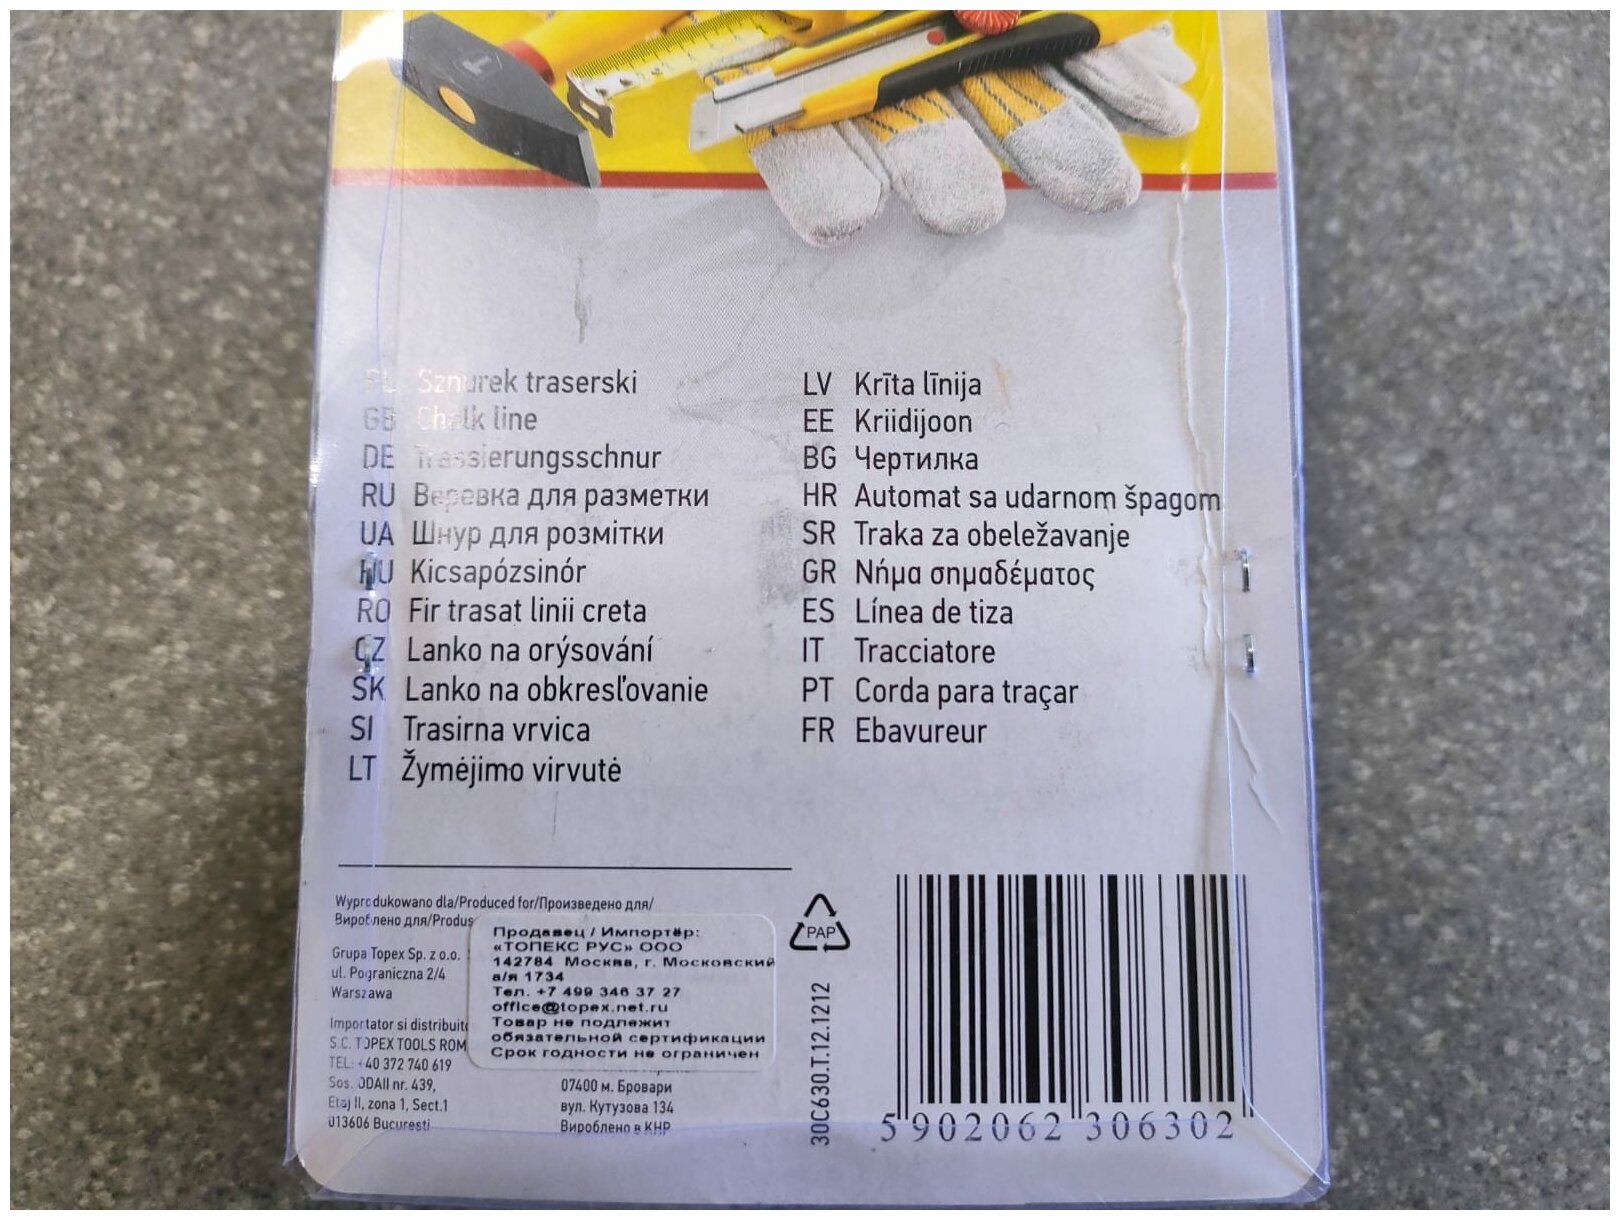 PL Sznurek traserski
GB Chalk line
DE Trassierungsschnur
RU Веревка для разметки
UA Шнур для розмітки
HU Kicsapózsinór
RO Fir trasat linii creta
CZ Lanko na orýsování
SK Lanko na obkresľovanie
SI Trasirna vrvica
LT Žymėjimo virvutė
LV Krīta līnija
EE Kriidijoon
BG Чертилка
HR Automat sa udarnom špagom
SR Traka za obeležavanje
GR Νήμα σημαδέματος
ES Línea de tiza
IT Tracciatore
PT Corda para traçar
FR Ebavureur
Wyprodukowano dla/Produced for/Произведено для/
Вироблено для/Produs
Grupa Topex Sp. z o.o.
ul. Pograniczna 2/4
Warszawa
Importator si distribuito
S.C. TOPEX TOOLS ROM
TEL: +40 372 740 619
Sos. ODAII nr. 439,
Etaj II, zona 1, Sect.1
013606 Bucuresti
Продавец / Импортёр:
«ТОПЕКС РУС» ООО
142784 Москва, г. Московский
а/я 1734
Тел. +7 499 346 37 27
office@topex.net.ru
Товар не подлежит
обязательной сертификации
Срок годности не ограничен
07400 м. Бровари
вул. Кутузова 134
Вироблено в КНР
PAP
30C630.T.12.1212
5 902062 306302